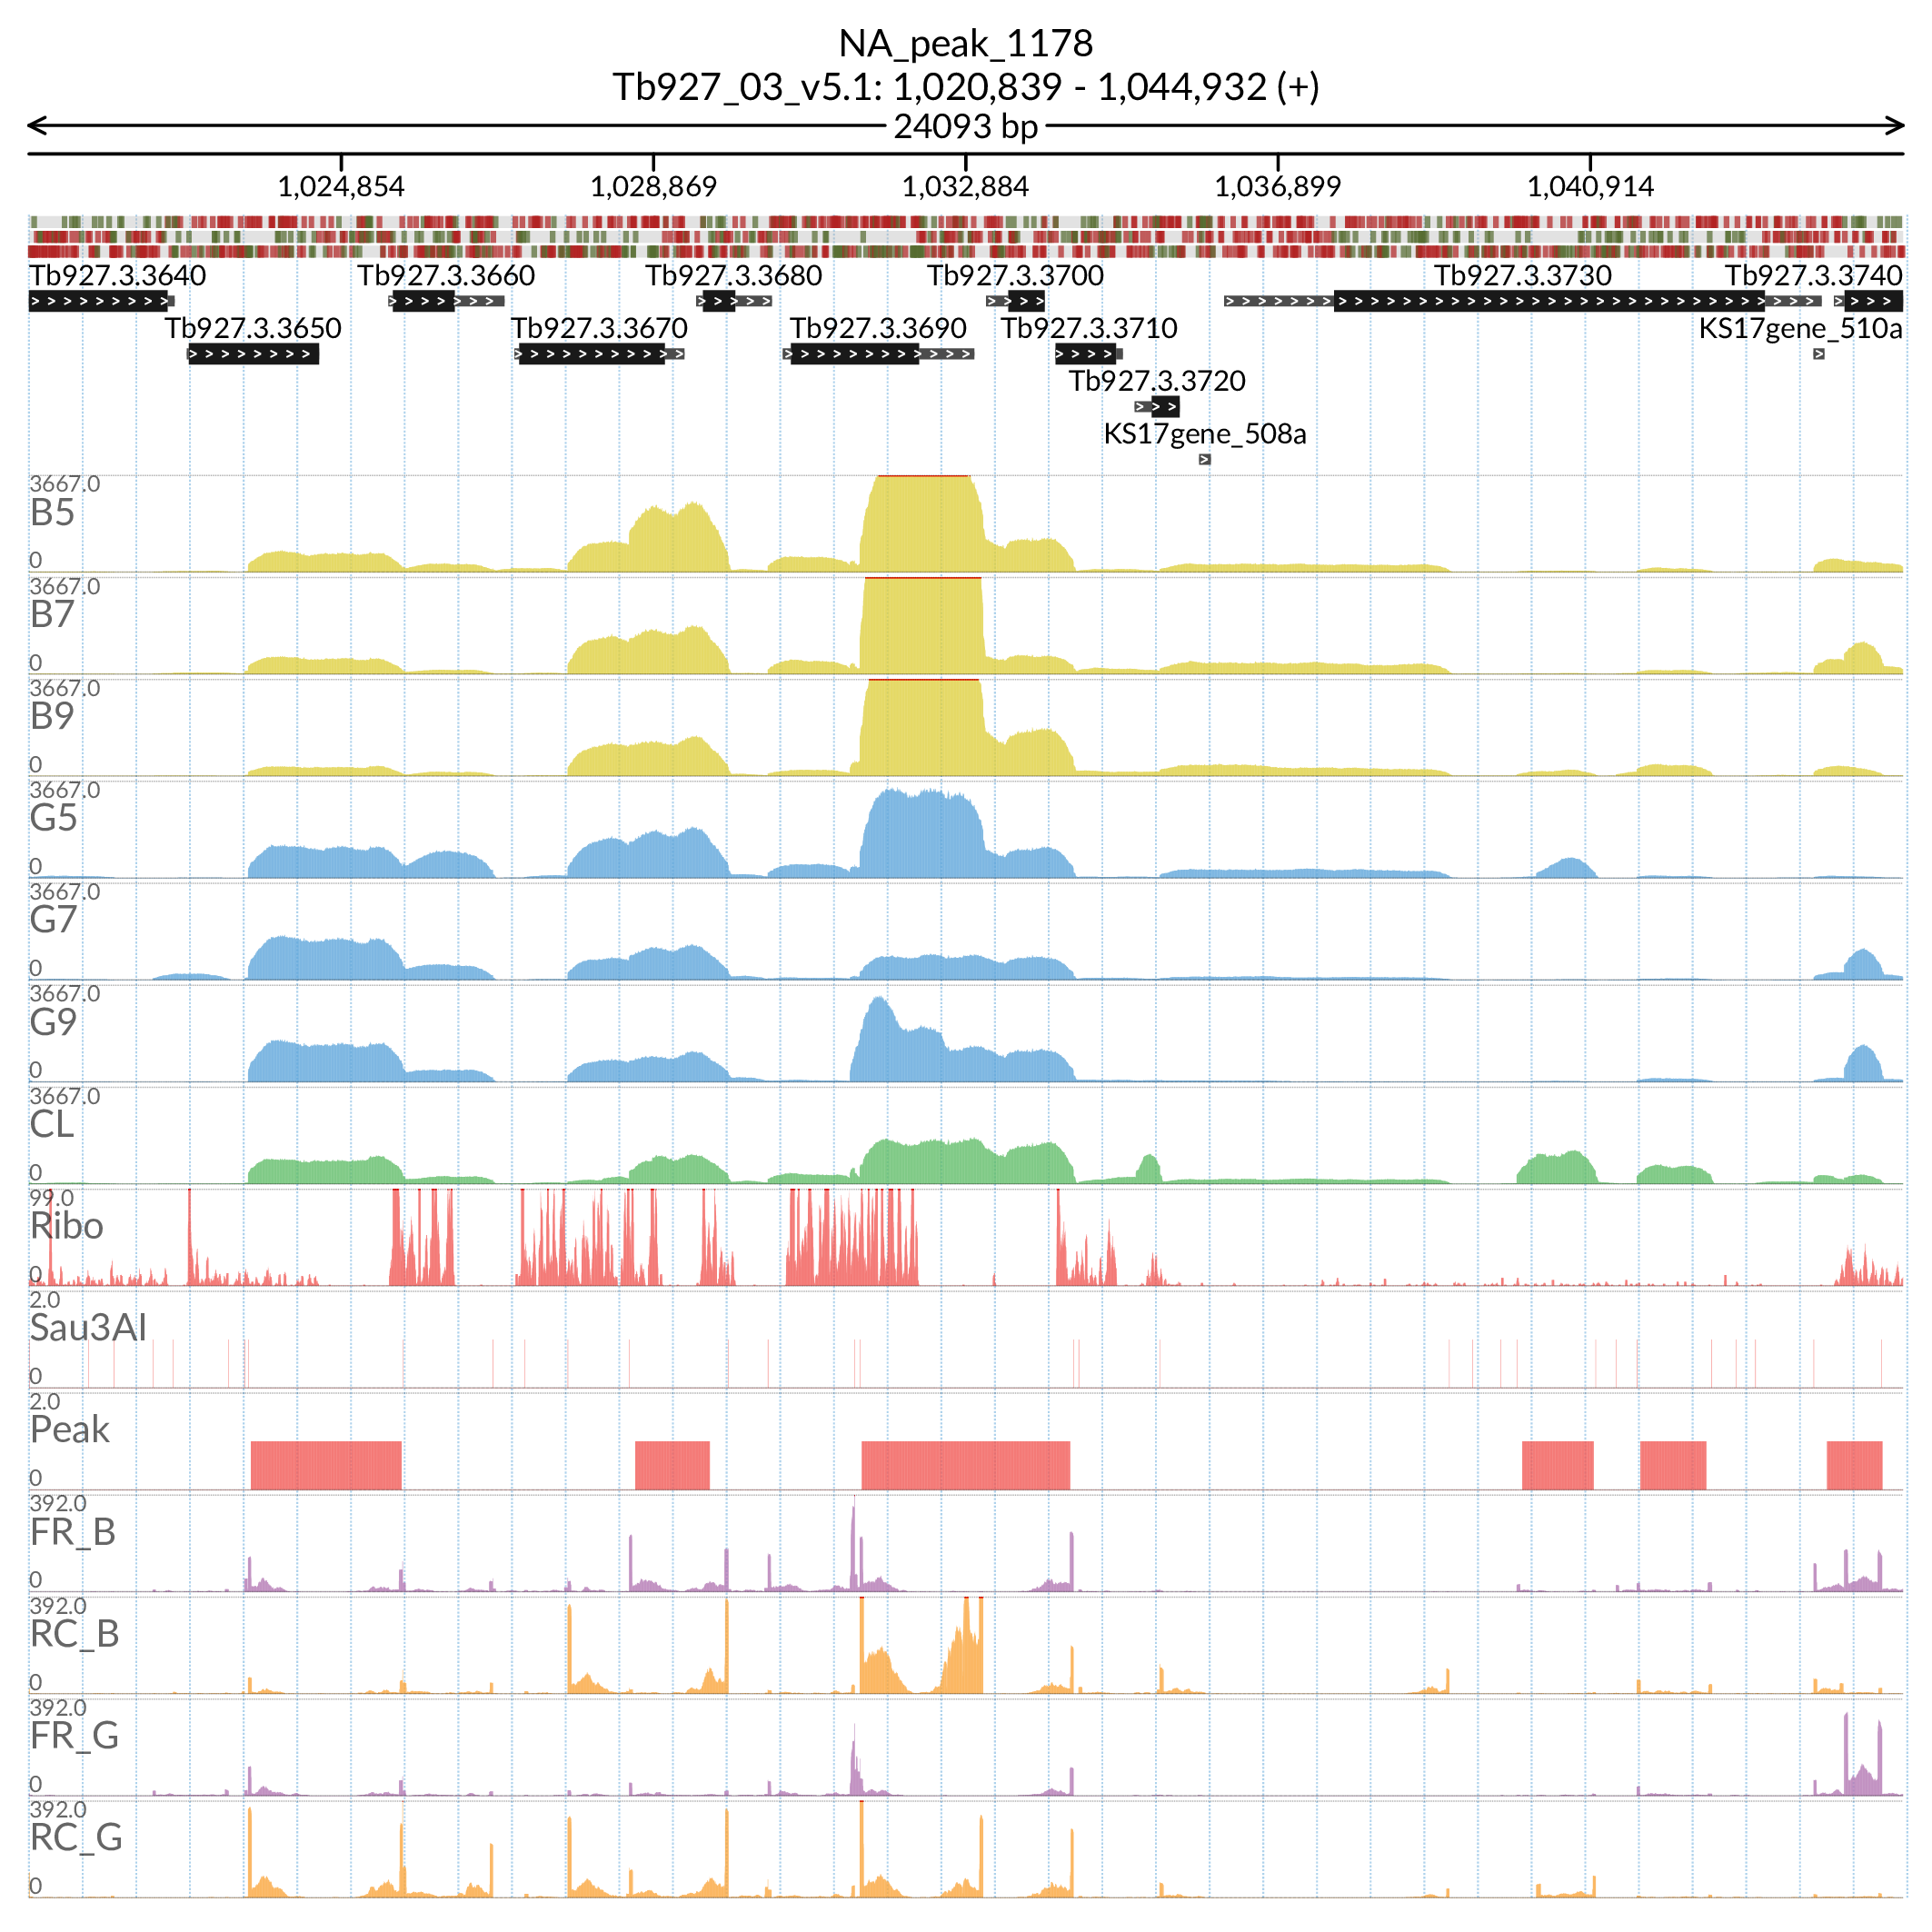 NA_peak_1178
Tb927_03_v5.1: 1,020,839 - 1,044,932 (+)
24093 bp
1,024,854 1,028,869 1,032,884 1,036,899 1,040,914
Tb927.3.3640 Tb927.3.3660 Tb927.3.3680 Tb927.3.3700 Tb927.3.3730 Tb927.3.3740
Tb927.3.3650 Tb927.3.3670 Tb927.3.3690 Tb927.3.3710 KS17gene_510a
Tb927.3.3720
KS17gene_508a
3667.0
B5
0
3667.0
B7
0
3667.0
B9
0
3667.0
G5
0
3667.0
G7
0
3667.0
G9
0
3667.0
CL
0
99.0
Ribo
0
2.0
Sau3AI
0
2.0
Peak
0
392.0
FR_B
0
392.0
RC_B
0
392.0
FR_G
0
392.0
RC_G
0